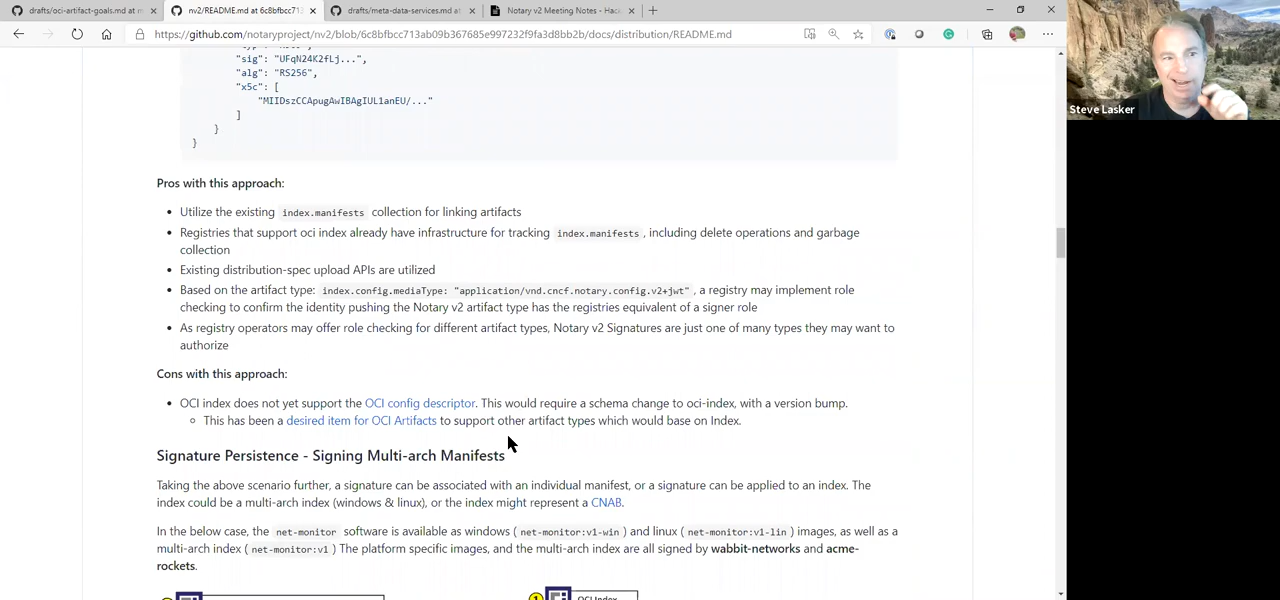 drafts/oci-artifact-goals.md at m
nv2/README.md at 6c8bfbcc713
drafts/meta-data-services.md at
Notary v2 Meeting Notes - Hack
https://github.com/notaryproject/nv2/blob/6c8bfbcc713ab09b367685e997232f9fa3d8bb2b/docs/distribution/README.md
Steve Lasker
"sig": "UFqN24K2fLj...",
"alg": "RS256",
"x5c": [
"MIIDszCCApugAwIBAgIUL1anEU/..."
]
}
}
Pros with this approach:
• Utilize the existing index.manifests collection for linking artifacts
• Registries that support oci index already have infrastructure for tracking index.manifests, including delete operations and garbage
collection
• Existing distribution-spec upload APIs are utilized
• Based on the artifact type: index.config.mediaType: "application/vnd.cncf.notary.config.v2+jwt", a registry may implement role
checking to confirm the identity pushing the Notary v2 artifact type has the registries equivalent of a signer role
• As registry operators may offer role checking for different artifact types, Notary v2 Signatures are just one of many types they may want to
authorize
Cons with this approach:
• OCI index does not yet support the OCI config descriptor. This would require a schema change to oci-index, with a version bump.
◦ This has been a desired item for OCI Artifacts to support other artifact types which would base on Index.
Signature Persistence - Signing Multi-arch Manifests
Taking the above scenario further, a signature can be associated with an individual manifest, or a signature can be applied to an index. The
index could be a multi-arch index (windows & linux), or the index might represent a CNAB.
In the below case, the net-monitor software is available as windows ( net-monitor:v1-win ) and linux ( net-monitor:v1-lin ) images, as well as a
multi-arch index ( net-monitor:v1 ) The platform specific images, and the multi-arch index are all signed by wabbit-networks and acme-
rockets.
1 OCI Index